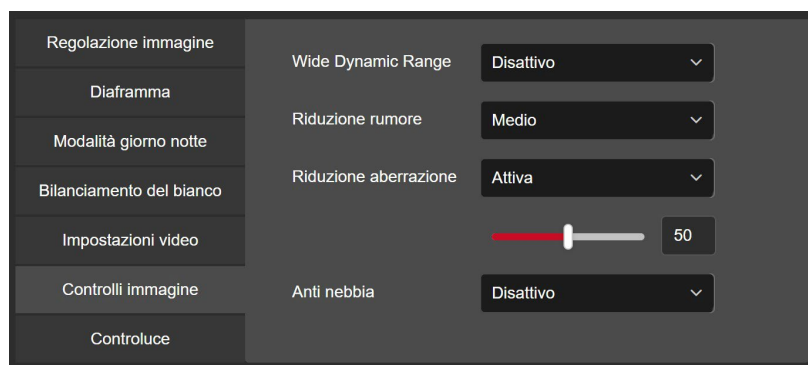 Regolazione immagine
Diaframma
Modalità giorno notte
Bilanciamento del bianco
Impostazioni video
Controlli immagine
Controluce
Wide Dynamic Range Disattivo
Riduzione rumore Medio
Riduzione aberrazione Attiva
50
Anti nebbia Disattivo